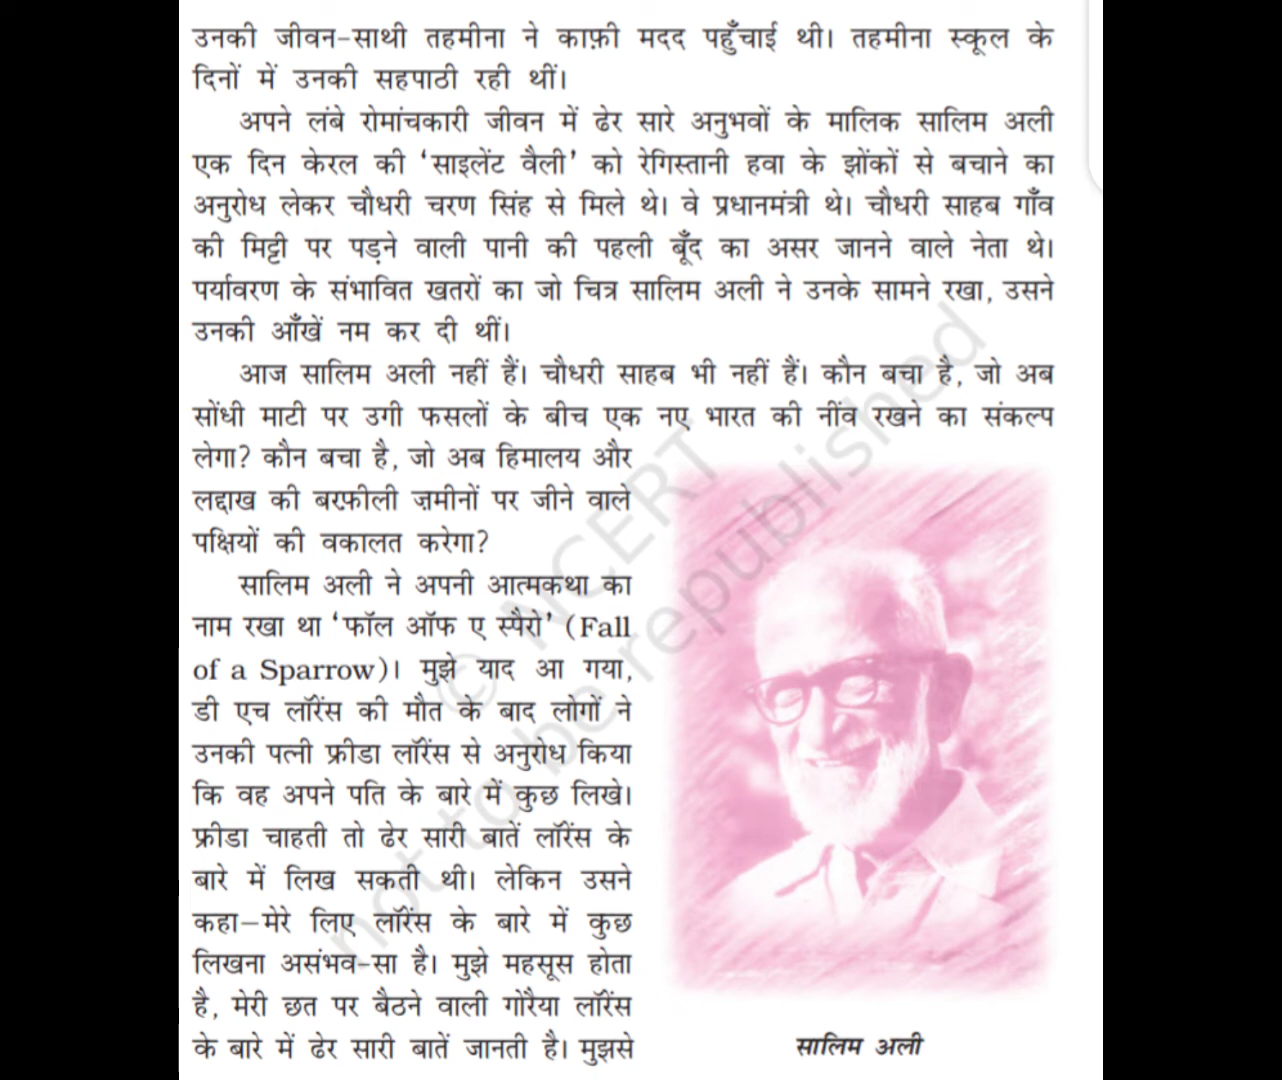 उनकी जीवन-साथी तहमीना ने काफ़ी मदद पहुँचाई थी। तहमीना स्कूल के
दिनों में उनकी सहपाठी रही थीं।
अपने लंबे रोमांचकारी जीवन में ढेर सारे अनुभवों के मालिक सालिम अली
एक दिन केरल की ‘साइलेंट वैली’ को रेगिस्तानी हवा के झोंकों से बचाने का
अनुरोध लेकर चौधरी चरण सिंह से मिले थे। वे प्रधानमंत्री थे। चौधरी साहब गाँव
की मिट्टी पर पड़ने वाली पानी की पहली बूँद का असर जानने वाले नेता थे।
पर्यावरण के संभावित खतरों का जो चित्र सालिम अली ने उनके सामने रखा, उसने
उनकी आँखें नम कर दी थीं।
आज सालिम अली नहीं हैं। चौधरी साहब भी नहीं हैं। कौन बचा है, जो अब
सोंधी माटी पर उगी फसलों के बीच एक नए भारत की नींव रखने का संकल्प
लेगा? कौन बचा है, जो अब हिमालय और
लद्दाख की बरफ़ीली ज़मीनों पर जीने वाले
पक्षियों की वकालत करेगा?
सालिम अली ने अपनी आत्मकथा का
नाम रखा था ‘फॉल ऑफ ए स्पैरो’ (Fall
of a Sparrow)। मुझे याद आ गया,
डी एच लॉरेंस की मौत के बाद लोगों ने
उनकी पत्नी फ्रीडा लॉरेंस से अनुरोध किया
कि वह अपने पति के बारे में कुछ लिखे।
फ्रीडा चाहती तो ढेर सारी बातें लॉरेंस के
बारे में लिख सकती थी। लेकिन उसने
कहा—मेरे लिए लॉरेंस के बारे में कुछ
लिखना असंभव-सा है। मुझे महसूस होता
है, मेरी छत पर बैठने वाली गोरैया लॉरेंस
के बारे में ढेर सारी बातें जानती है। मुझसे
सालिम अली
© NCERT
not to be republished